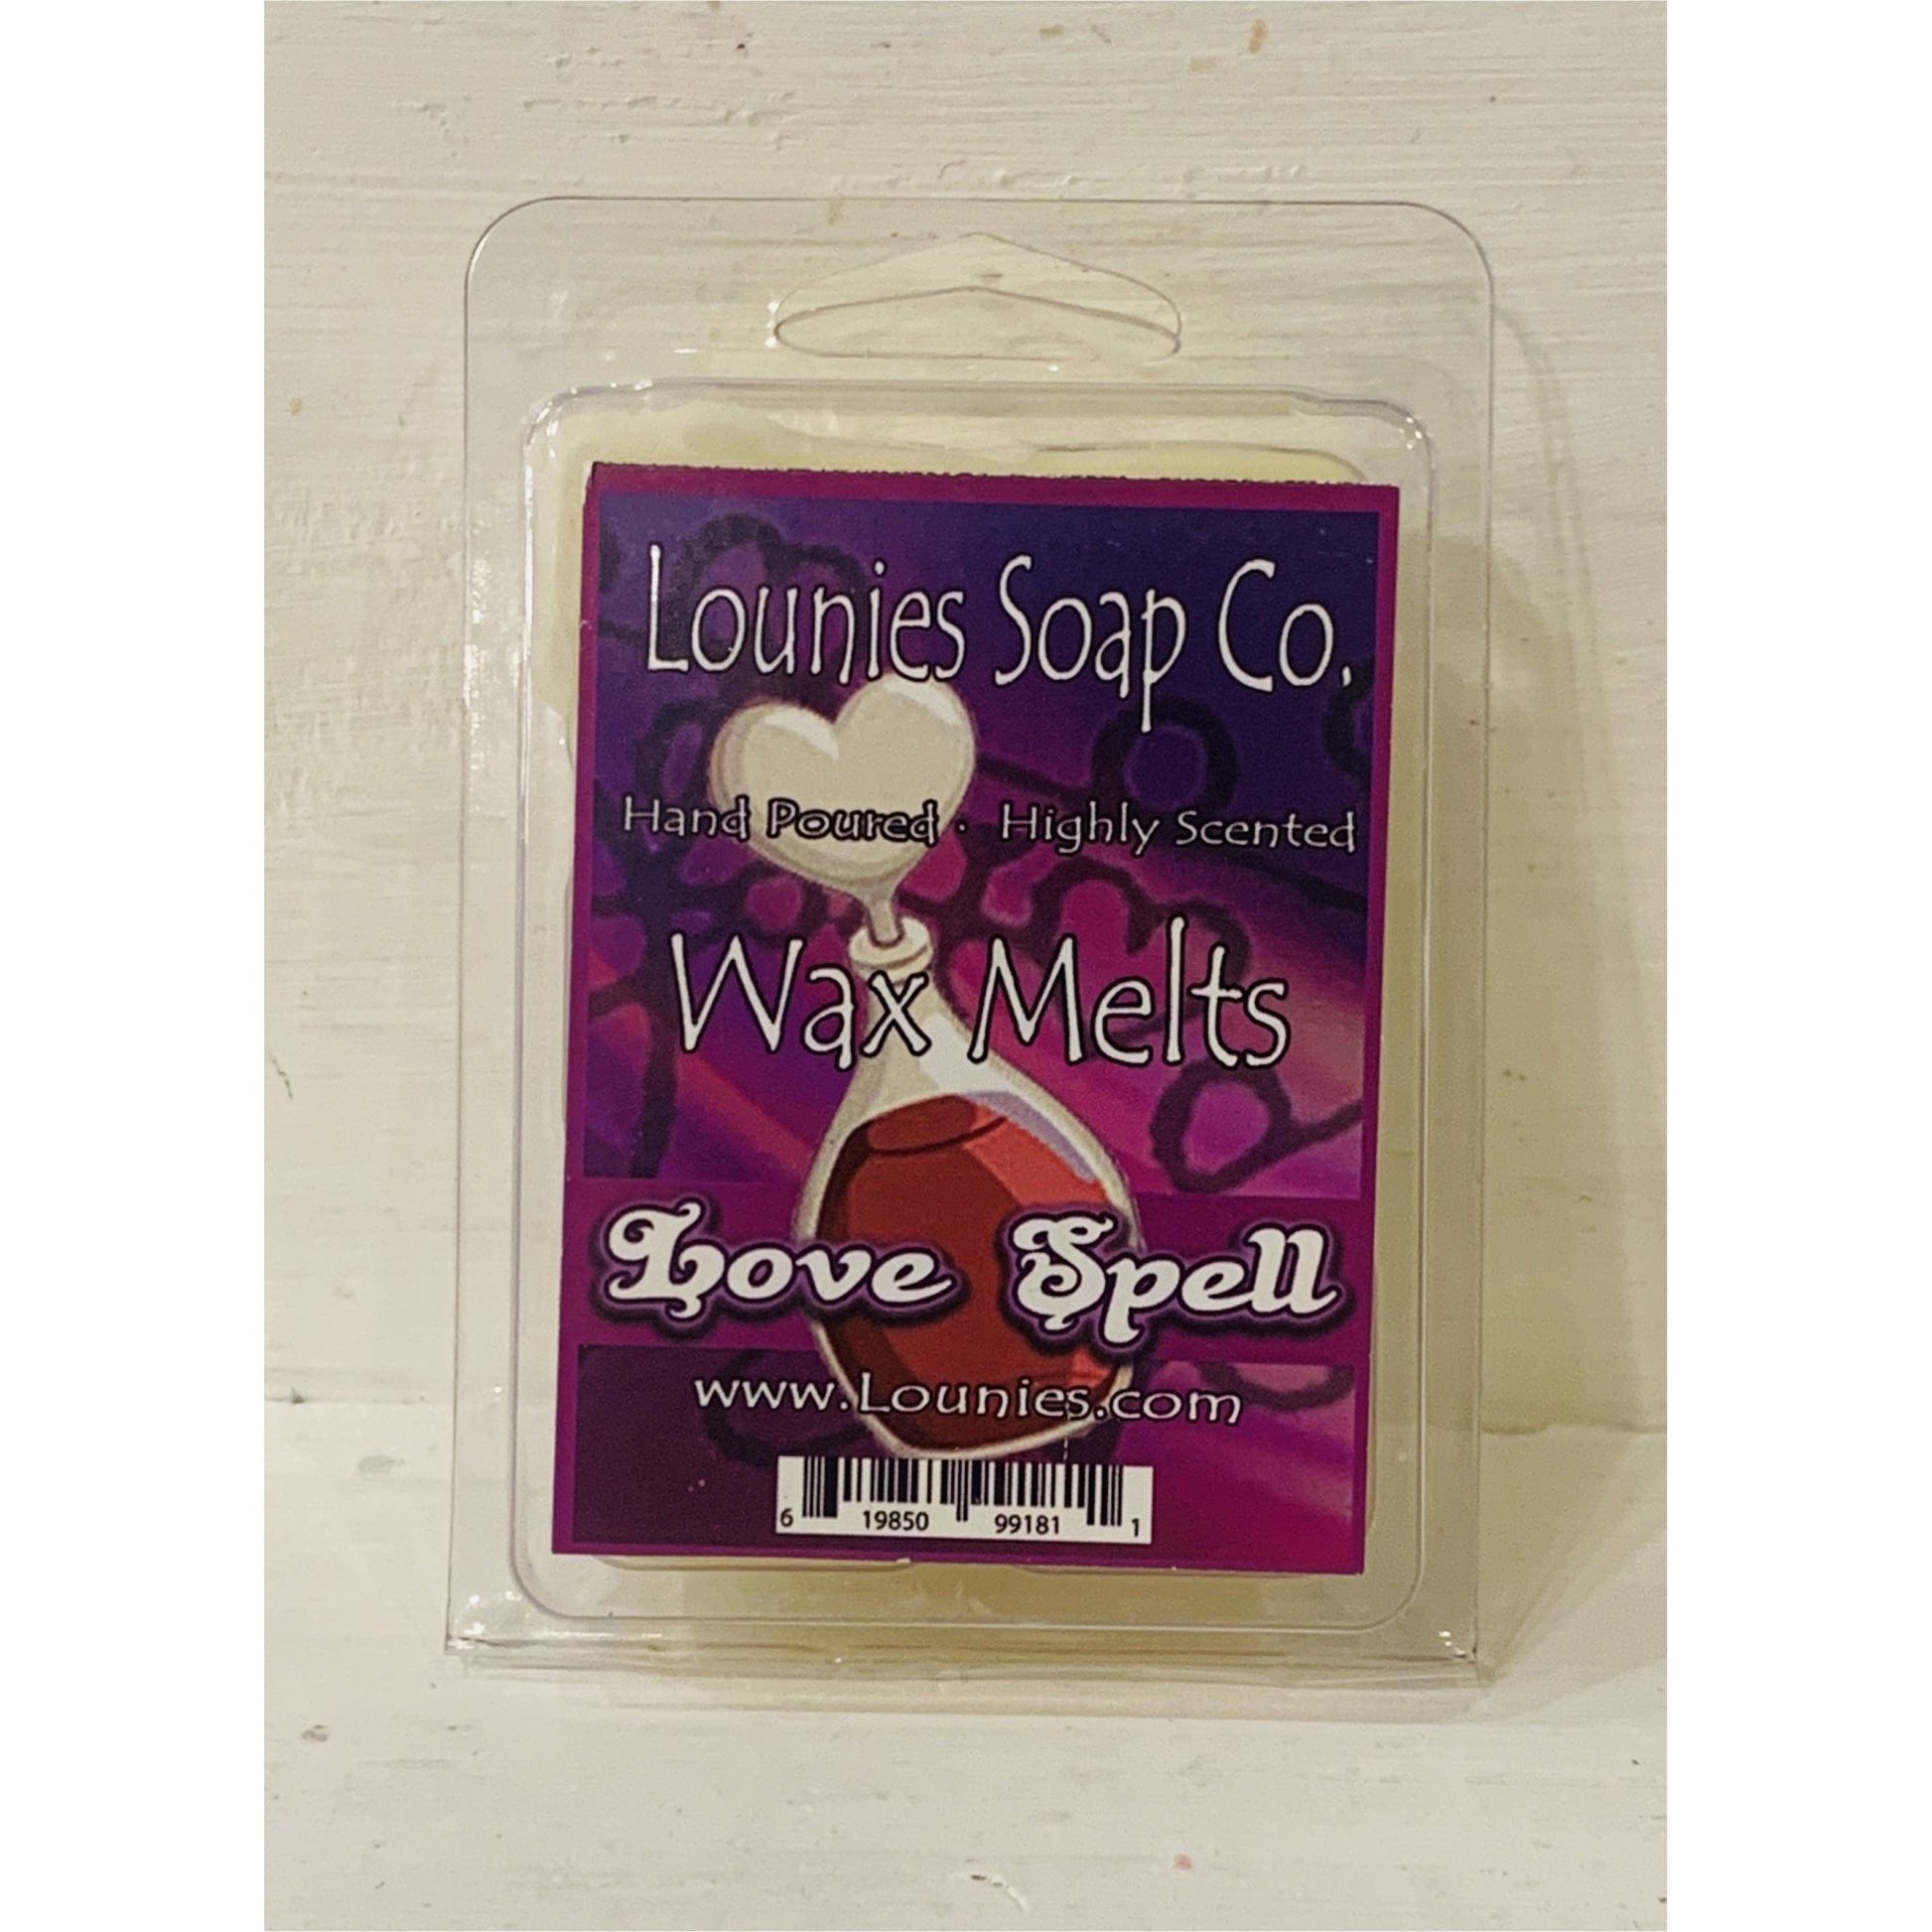 Lounies Soap Co.
Hand Poured · Highly Scented
Wax Melts
Love Spell
www.Lounies.com
6 19850 99181 1